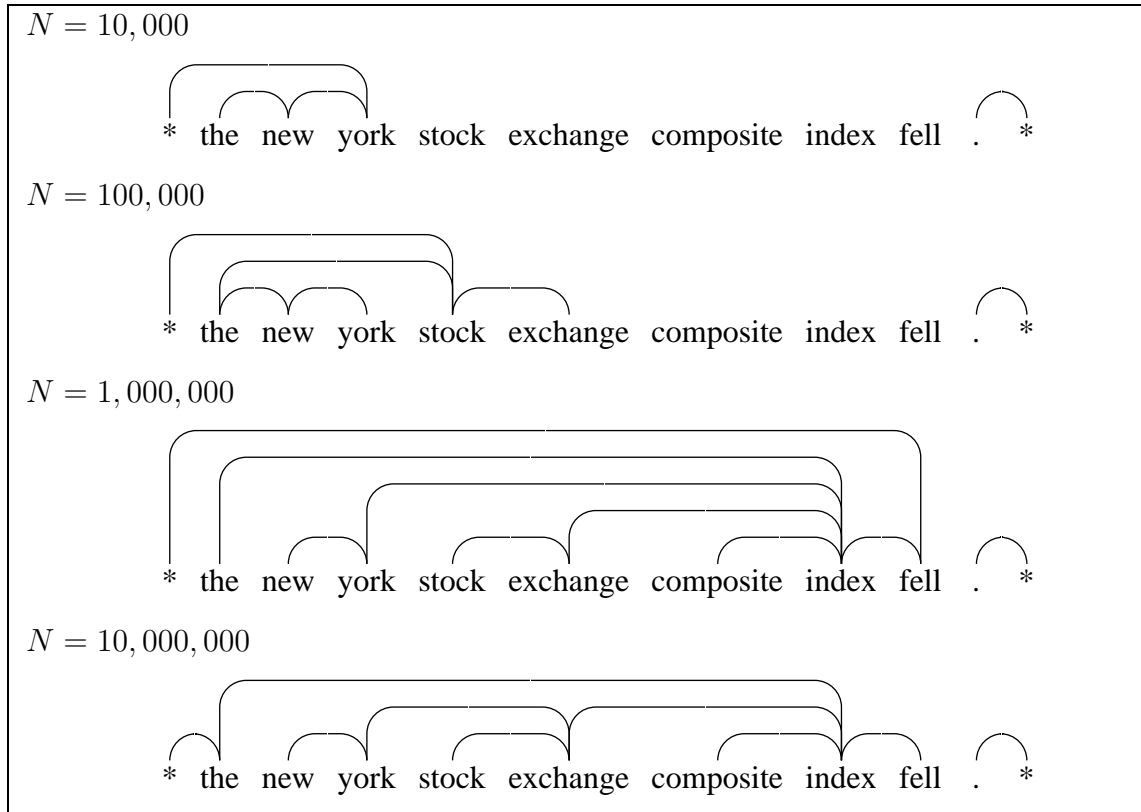 N = 10,000
* the new york stock exchange composite index fell . *
N = 100,000
* the new york stock exchange composite index fell . *
N = 1,000,000
* the new york stock exchange composite index fell . *
N = 10,000,000
* the new york stock exchange composite index fell . *